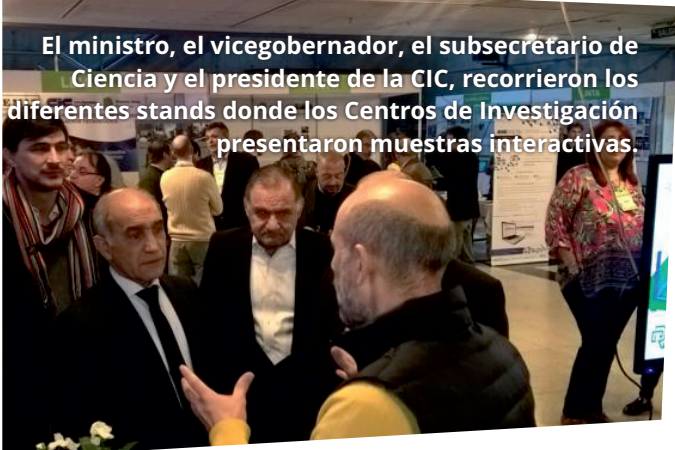 El ministro, el vicegobernador, el subsecretario de
Ciencia y el presidente de la CIC, recorrieron los
diferentes stands donde los Centros de Investigación
presentaron muestras interactivas.